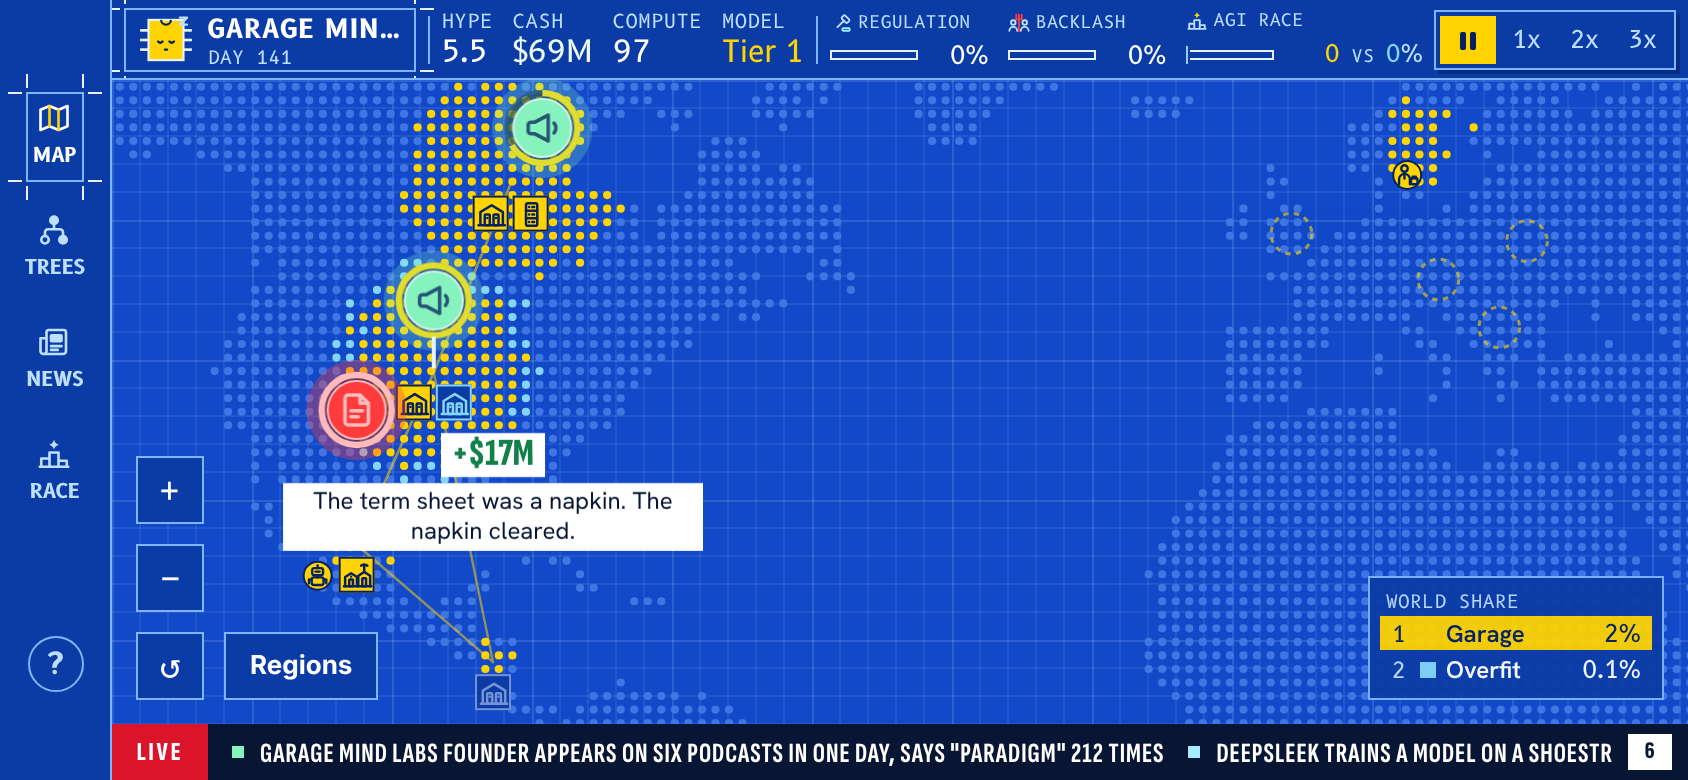 GARAGE MIN...
DAY 141
HYPE
5.5
CASH
$69M
COMPUTE
97
MODEL
Tier 1
REGULATION
0%
BACKLASH
0%
AGI RACE
0 VS 0%
1x 2x 3x
MAP
TREES
NEWS
RACE
?
+$17M
The term sheet was a napkin. The
napkin cleared.
+
−
↺
Regions
WORLD SHARE
1 Garage 2%
2 Overfit 0.1%
LIVE
GARAGE MIND LABS FOUNDER APPEARS ON SIX PODCASTS IN ONE DAY, SAYS "PARADIGM" 212 TIMES
DEEPSLEEK TRAINS A MODEL ON A SHOESTR
6